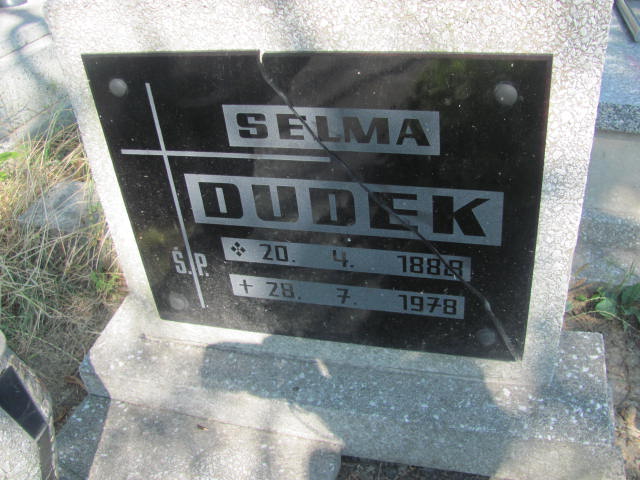 SELMA
DUDEK
Ś.P.
20. 4. 1888
+ 28. 7. 1978